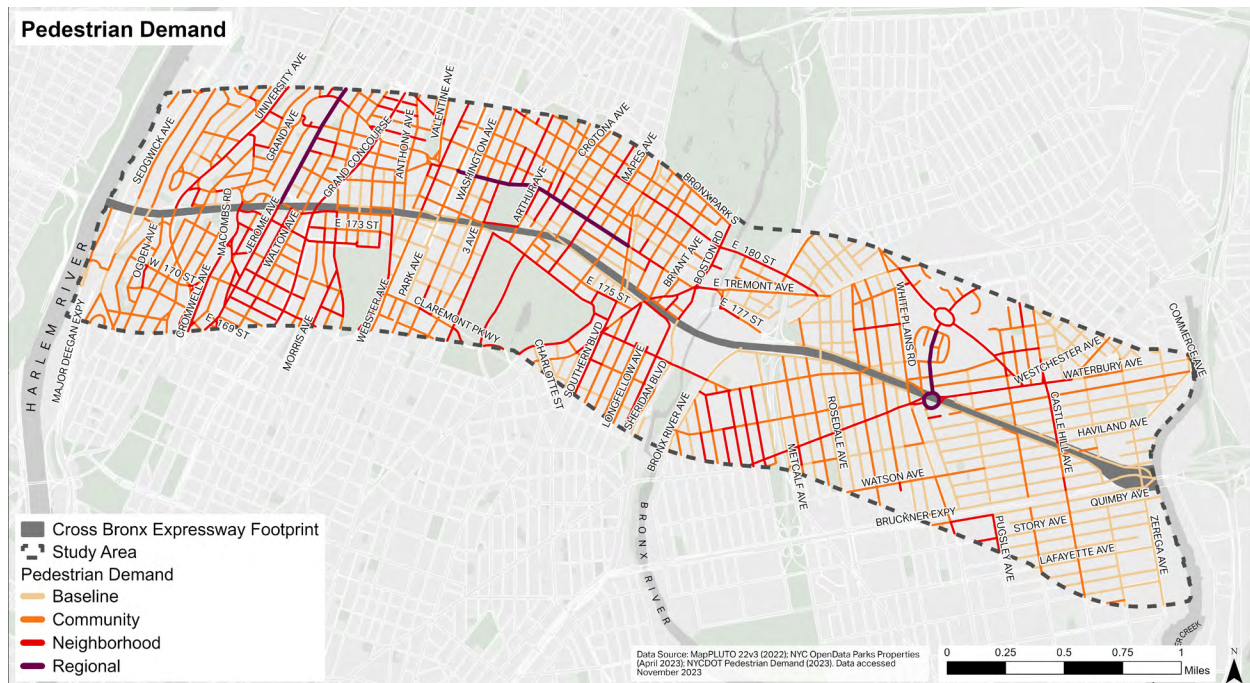 Pedestrian Demand
UNIVERSITY AVE
SEDGWICK AVE
GRAND AVE
GRAND CONCOURSE
ANTHONY AVE
VALENTINE AVE
WASHINGTON AVE
CROTONA AVE
MAPES AVE
BRONX PARK S
ARTHUR AVE
MACOMBS RD
JEROME AVE
WALTON AVE
E 173 ST
3 AVE
OGDEN AVE
W 170 ST
CROMWELL AVE
E 169 ST
MORRIS AVE
WEBSTER AVE
PARK AVE
CLAREMONT PKWY
E 175 ST
BRYANT AVE
BOSTON RD
E 180 ST
E TREMONT AVE
E 177 ST
CHARLOTTE ST
SOUTHERN BLVD
LONGFELLOW AVE
SHERIDAN BLVD
BRONX RIVER AVE
WHITE PLAINS RD
WESTCHESTER AVE
WATERBURY AVE
COMMERCE AVE
ROSEDALE AVE
METCALF AVE
CASTLE HILL AVE
HAVILAND AVE
WATSON AVE
BRUCKNER EXPY
QUIMBY AVE
PUGSLEY AVE
STORY AVE
LAFAYETTE AVE
ZEREGA AVE
HARLEM RIVER
MAJOR DEEGAN EXPY
BRONX RIVER
ER CREEK
Cross Bronx Expressway Footprint
Study Area
Pedestrian Demand
Baseline
Community
Neighborhood
Regional
Data Source: MapPLUTO 22v3 (2022); NYC OpenData Parks Properties
(April 2023); NYCDOT Pedestrian Demand (2023). Data accessed
November 2023
0 0.25 0.5 0.75 1
Miles
N